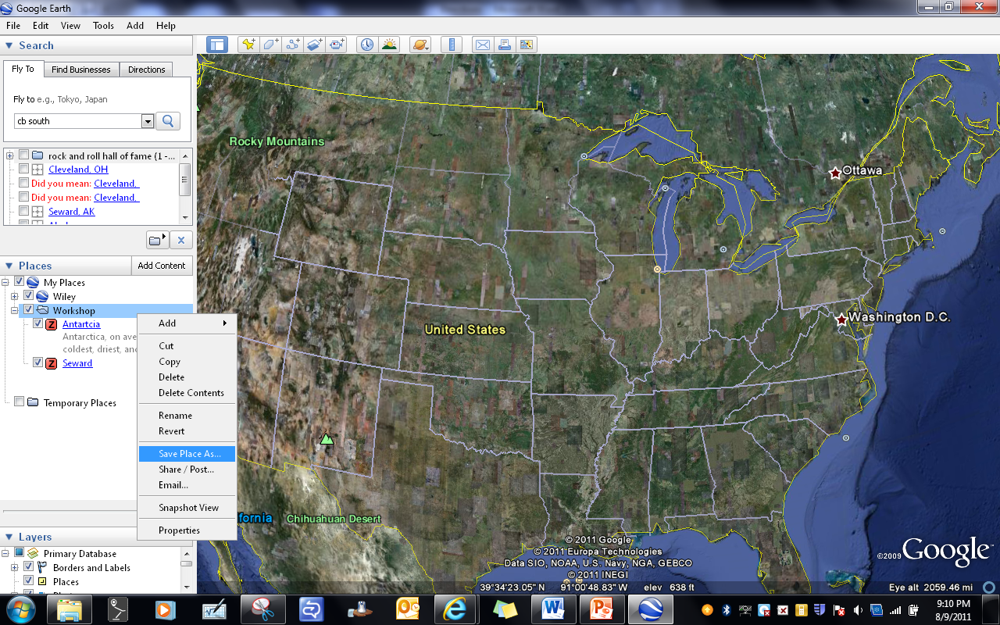 Google Earth
File Edit View Tools Add Help
Search
Fly To Find Businesses Directions
Fly to e.g., Tokyo, Japan
cb south
rock and roll hall of fame (1 -...
Cleveland, OH
Did you mean: Cleveland,
Did you mean: Cleveland,
Seward, AK
Places Add Content
My Places
Wiley
Workshop
Antartcia
Antarctica, on ave
coldest, driest, and
Seward
Temporary Places
Add
Cut
Copy
Delete
Delete Contents
Rename
Revert
Save Place As...
Share / Post...
Email...
Snapshot View
Properties
Layers
Primary Database
Borders and Labels
Places
Rocky Mountains
Ottawa
Washington D.C.
United States
ifornia
Chihuahuan Desert
© 2011 Google
© 2011 Europa Technologies
Data SIO, NOAA, U.S. Navy, NGA, GEBCO
© 2011 INEGI
©2009 Google™
39°34'23.05" N 91°00'48.83" W elev 638 ft Eye alt 2059.46 mi
9:10 PM
8/9/2011